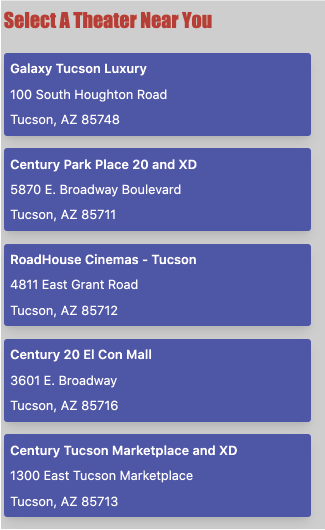 Select A Theater Near You
Galaxy Tucson Luxury
100 South Houghton Road
Tucson, AZ 85748
Century Park Place 20 and XD
5870 E. Broadway Boulevard
Tucson, AZ 85711
RoadHouse Cinemas - Tucson
4811 East Grant Road
Tucson, AZ 85712
Century 20 El Con Mall
3601 E. Broadway
Tucson, AZ 85716
Century Tucson Marketplace and XD
1300 East Tucson Marketplace
Tucson, AZ 85713